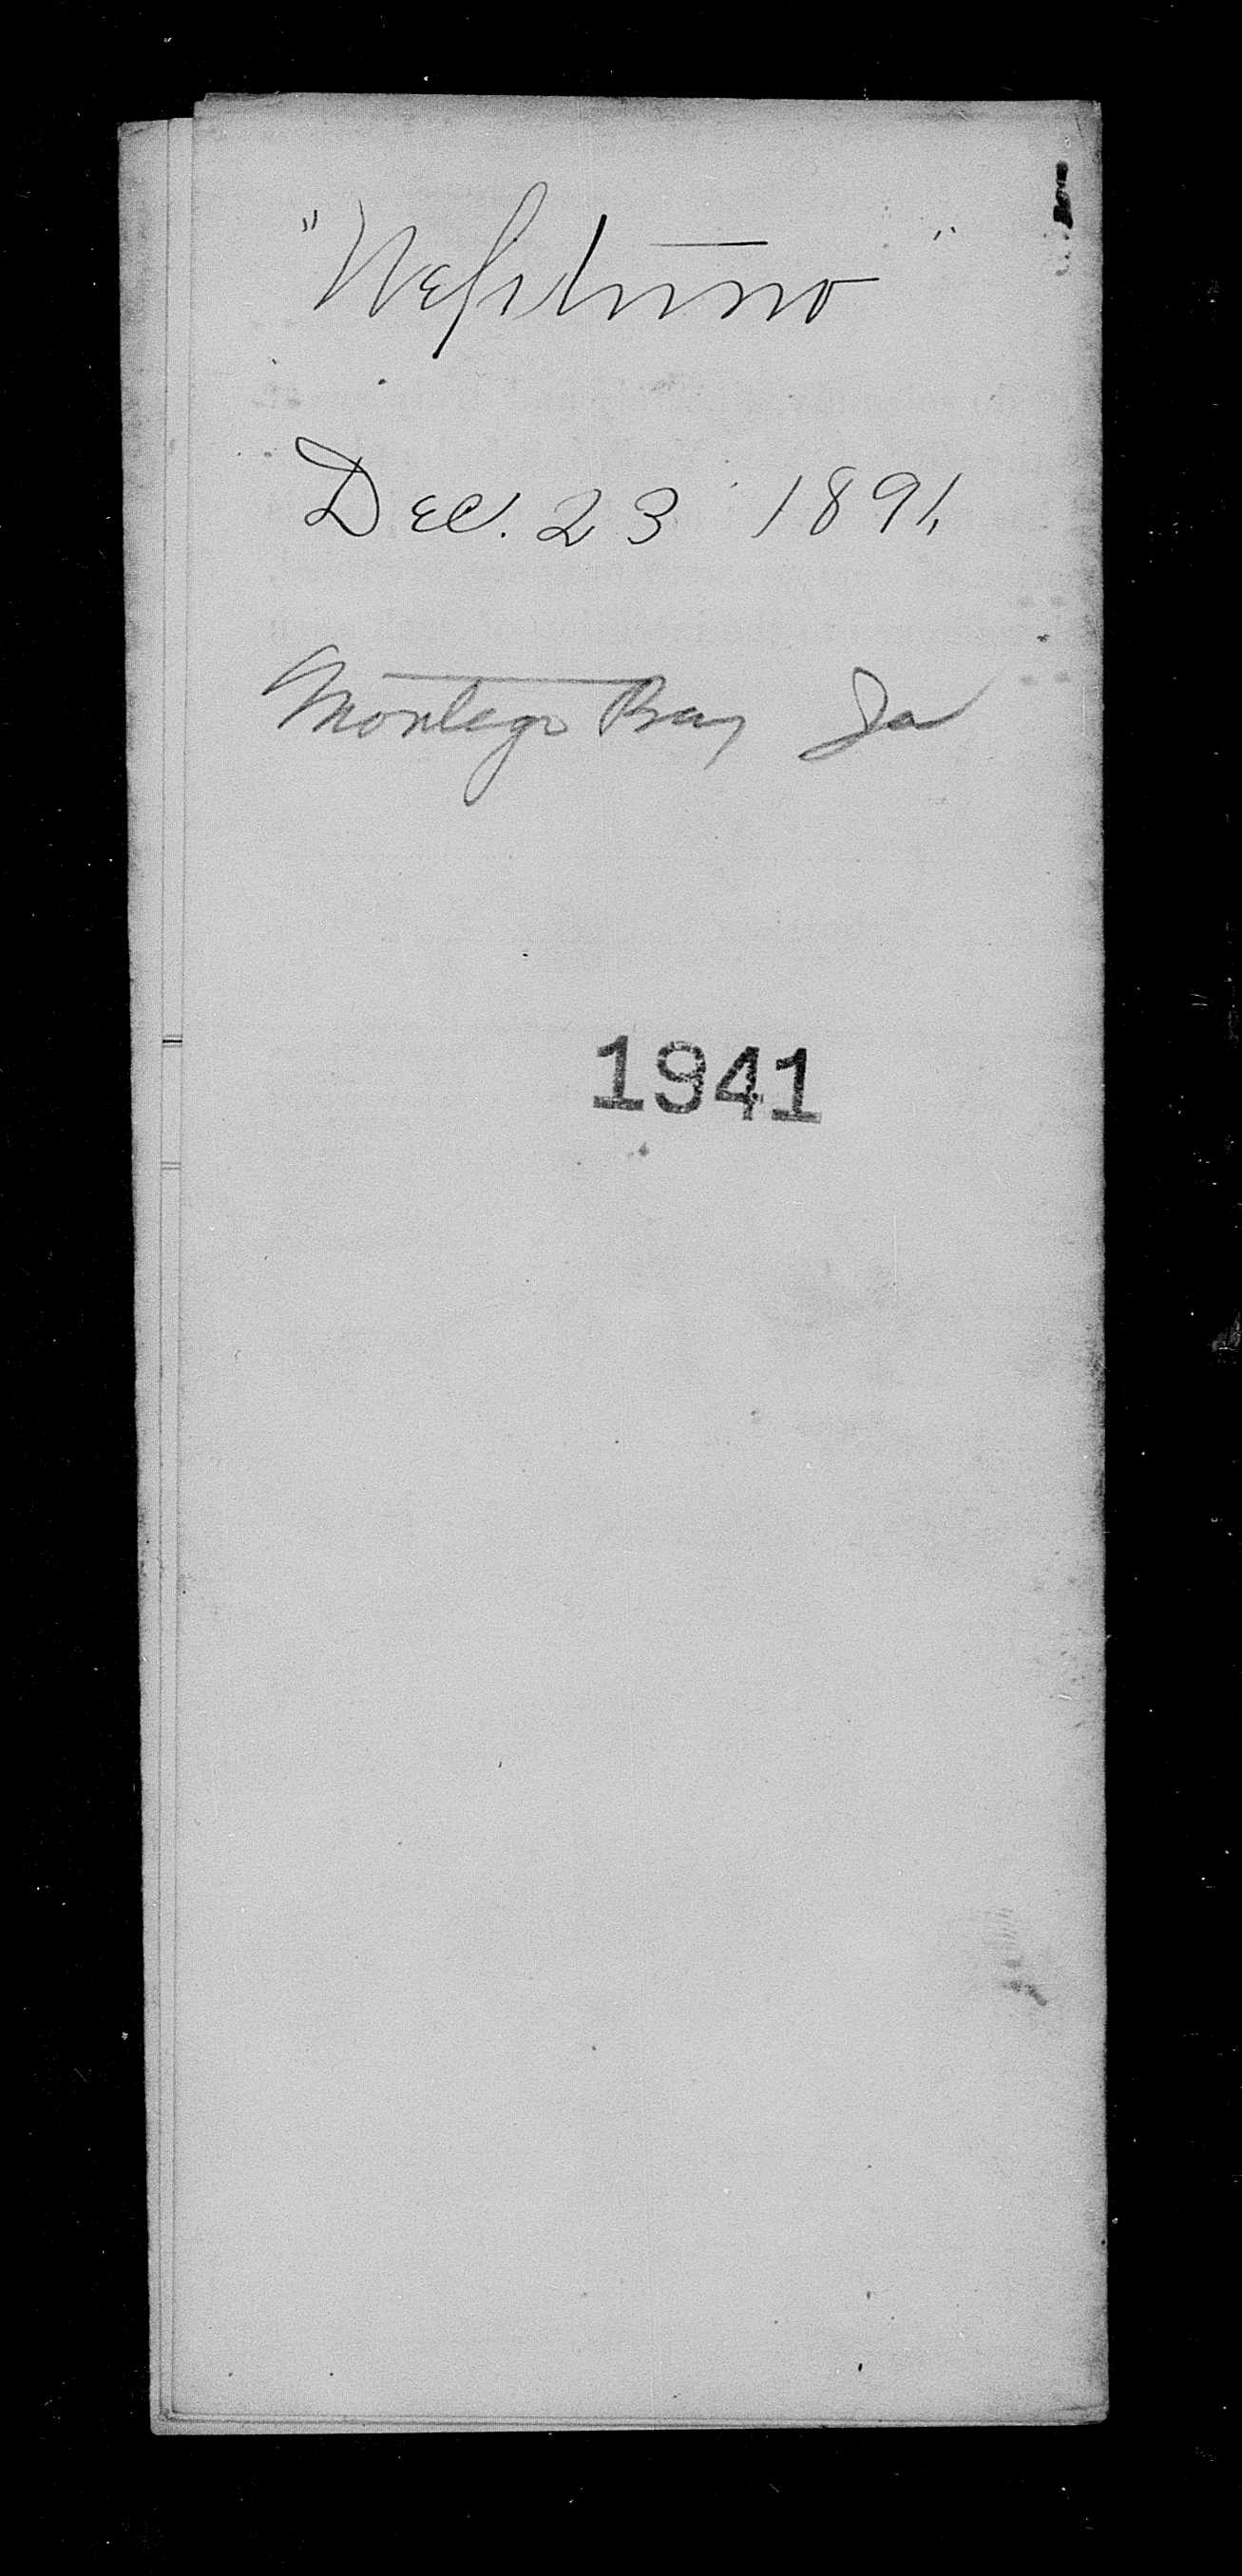 "Neptuno"
Dec. 23 1891,
Montego Bay Ja
1941